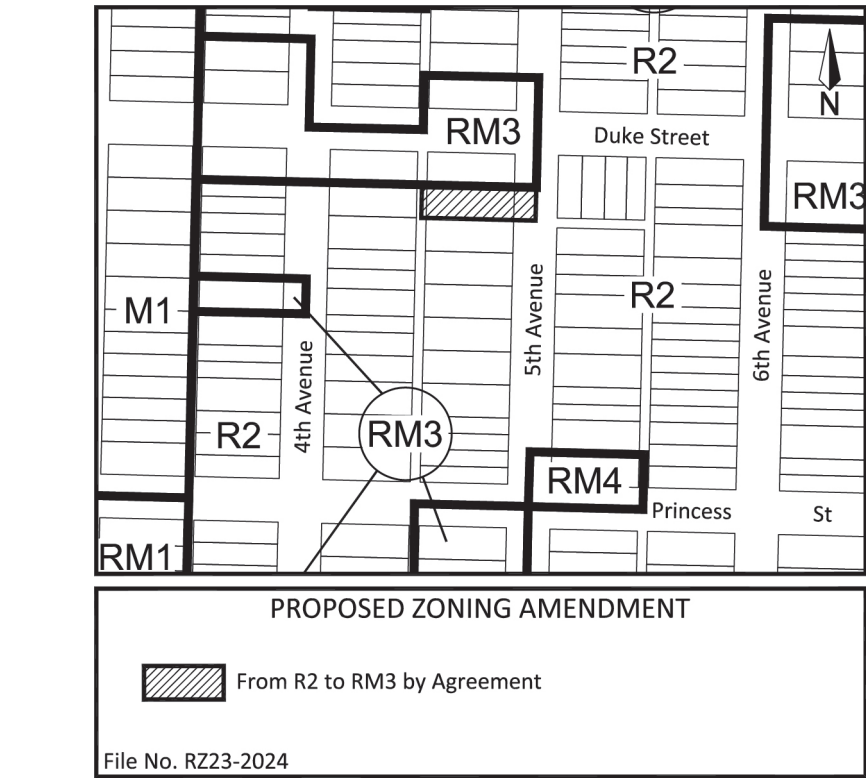 R2
N
RM3
Duke Street
RM3
M1
5th Avenue
R2
6th Avenue
4th Avenue
R2
RM3
RM4
Princess St
RM1
PROPOSED ZONING AMENDMENT
From R2 to RM3 by Agreement
File No. RZ23-2024